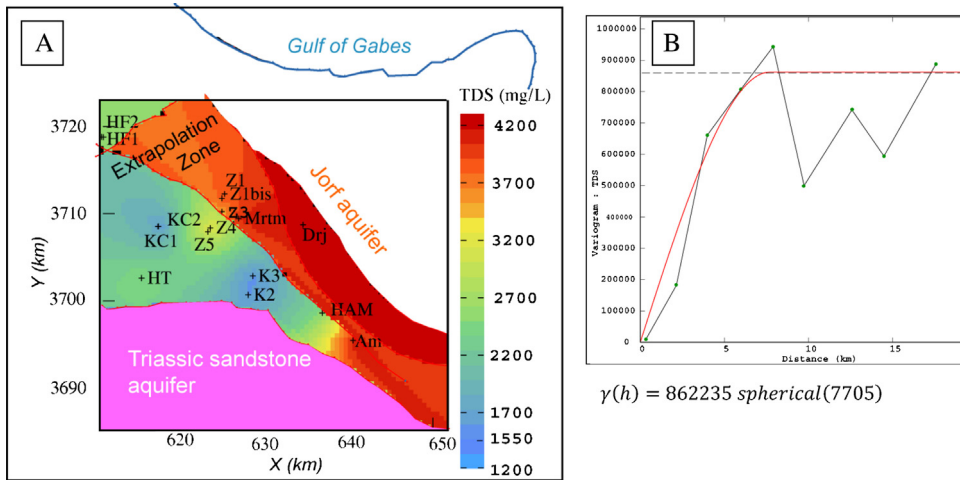 A
Gulf of Gabes
TDS (mg/L)
3720
3710
3700
3690
HF2
HF1
Extrapolation
Zone
Z1
Z1bis
Z3
Mrtm
Z4
Z5
KC2
KC1
HT
K3
K2
Drj
HAM
Am
Jorf aquifer
Triassic sandstone
aquifer
4200
3700
3200
2700
2200
1700
1550
1200
620
630
640
650
X (km)
Y (km)
B
1000000
900000
800000
700000
600000
500000
400000
300000
200000
100000
0
Variogram : TDS
0
5
10
15
Distance (km)
γ(h) = 862235 spherical(7705)